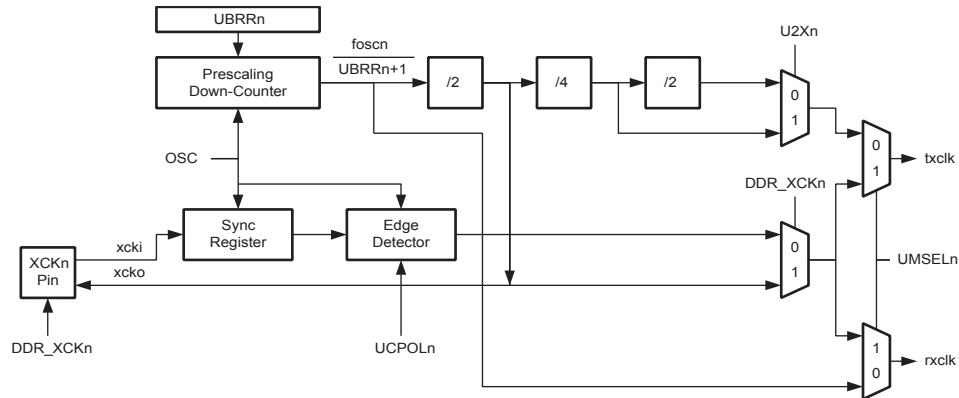 UBRRn
Prescaling
Down-Counter
foscn
UBRRn+1
/2
/4
/2
U2Xn
0
1
OSC
0
1
txclk
DDR_XCKn
Sync
Register
Edge
Detector
xcki
XCKn
Pin
xcko
0
1
UMSELn
DDR_XCKn
UCPOLn
1
0
rxclk